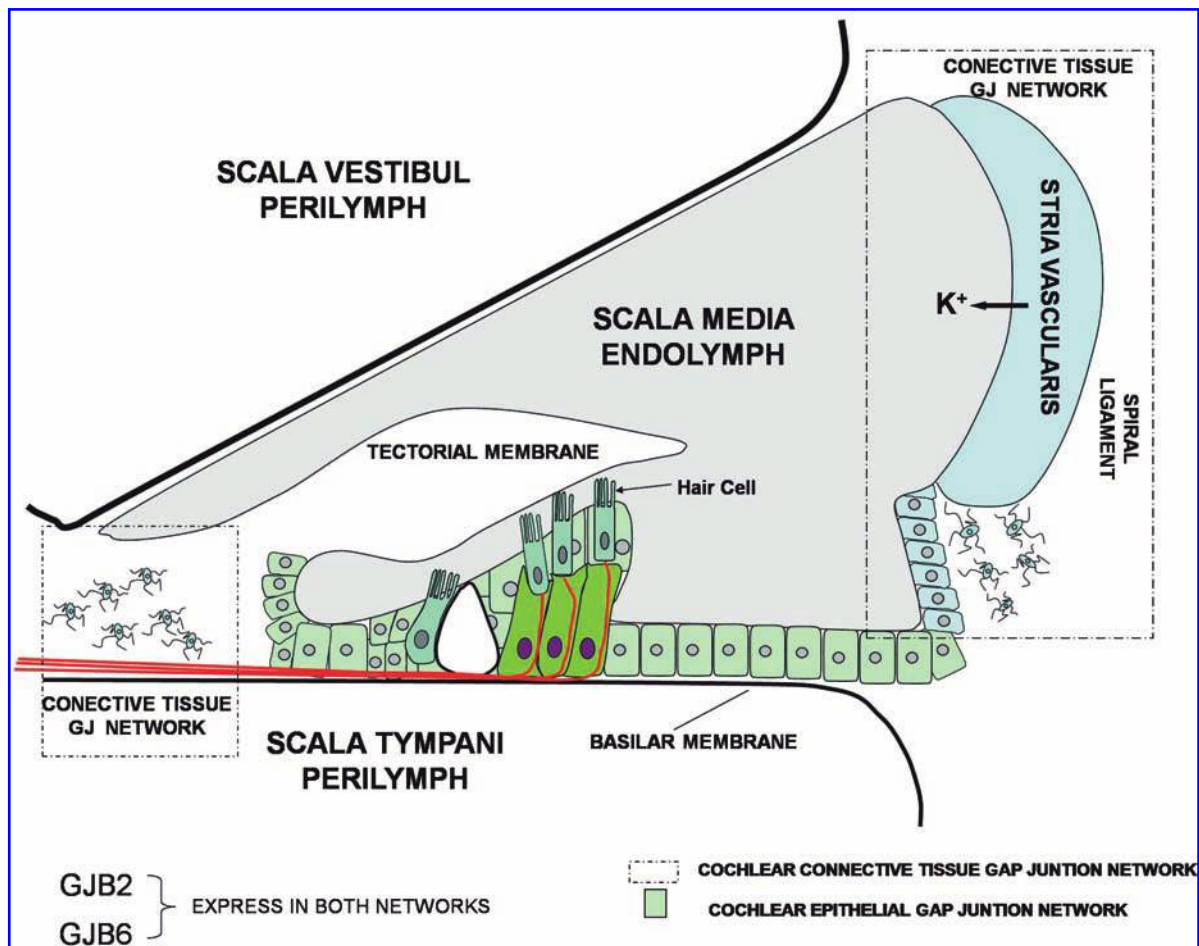 CONECTIVE TISSUE
GJ NETWORK
SCALA VESTIBUL
PERILYMPH
STRIA VASCULARIS
K+
SCALA MEDIA
ENDOLYMPH
SPIRAL
LIGAMENT
TECTORIAL MEMBRANE
Hair Cell
CONECTIVE TISSUE
GJ NETWORK
SCALA TYMPANI
PERILYMPH
BASILAR MEMBRANE
GJB2
GJB6
EXPRESS IN BOTH NETWORKS
COCHLEAR CONNECTIVE TISSUE GAP JUNTION NETWORK
COCHLEAR EPITHELIAL GAP JUNTION NETWORK